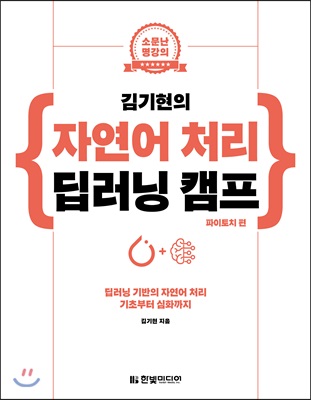 소문난
명강의
김기현의
자연어 처리
딥러닝 캠프
파이토치 편
딥러닝 기반의 자연어 처리
기초부터 심화까지
김기현 지음
한빛미디어